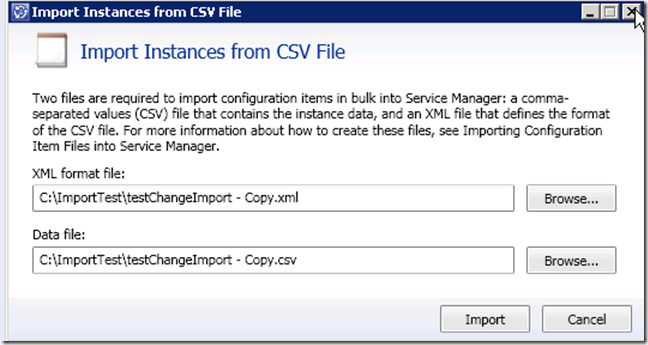 Import Instances from CSV File
Import Instances from CSV File
Two files are required to import configuration items in bulk into Service Manager: a comma-
separated values (CSV) file that contains the instance data, and an XML file that defines the format
of the CSV file. For more information about how to create these files, see Importing Configuration
Item Files into Service Manager.
XML format file:
C:\ImportTest\testChangeImport - Copy.xml
Browse...
Data file:
C:\ImportTest\testChangeImport - Copy.csv
Browse...
Import
Cancel